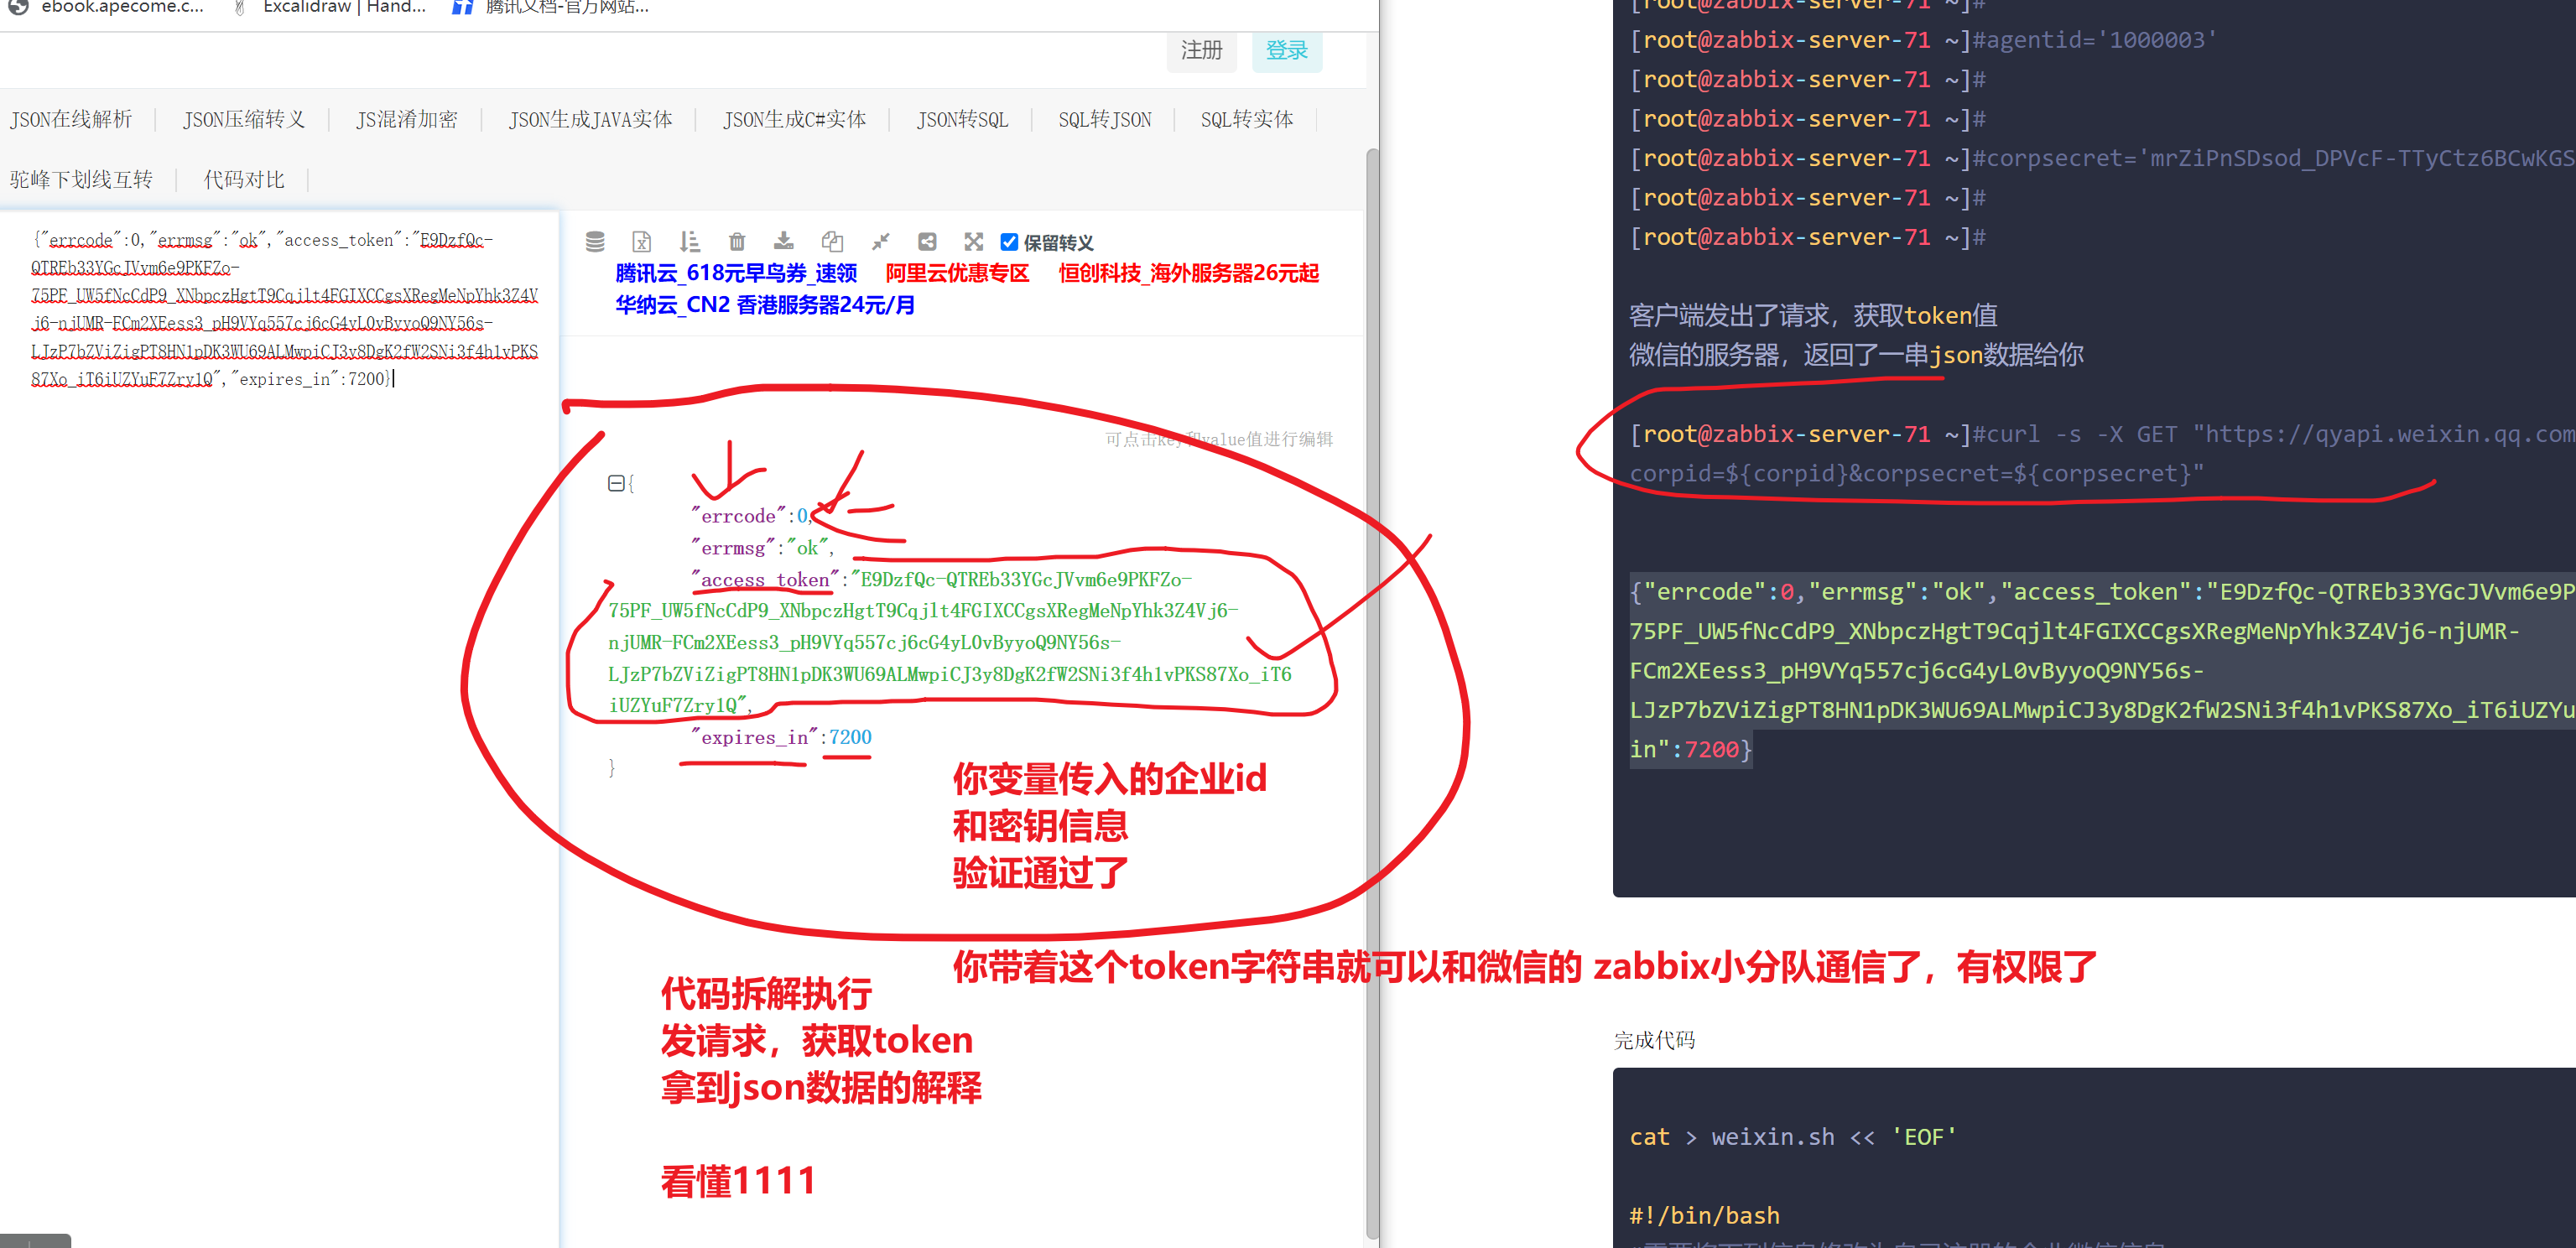 ebook.apecome.c...
Excalidraw | Hand...
腾讯文档-官方网站...
注册
登录
JSON在线解析
JSON压缩转义
JS混淆加密
JSON生成JAVA实体
JSON生成C#实体
JSON转SQL
SQL转JSON
SQL转实体
驼峰下划线互转
代码对比
{"errcode":0,"errmsg":"ok","access_token":"E9DzfQc-
QTREb33YGcJVvm6e9PKFZo-
75PF_UW5fNcCdP9_XNbpczHgtT9Cqjlt4FGIXCCgsXRegMeNpYhk3Z4V
j6-njUMR-FCm2XEess3_pH9VYq557cj6cG4yL0vByyoQ9NY56s-
LJzP7bZViZigPT8HN1pDK3WU69ALMwpiCJ3y8DgK2fW2SNi3f4h1vPKS
87Xo_iT6iUZYuF7Zry1Q","expires_in":7200}
保留转义
腾讯云_618元早鸟券_速领
阿里云优惠专区
恒创科技_海外服务器26元起
华纳云_CN2 香港服务器24元/月
可点击key和value值进行编辑
{
"errcode":0,
"errmsg":"ok",
"access_token":"E9DzfQc-QTREb33YGcJVvm6e9PKFZo-
75PF_UW5fNcCdP9_XNbpczHgtT9Cqjlt4FGIXCCgsXRegMeNpYhk3Z4Vj6-
njUMR-FCm2XEess3_pH9VYq557cj6cG4yL0vByyoQ9NY56s-
LJzP7bZViZigPT8HN1pDK3WU69ALMwpiCJ3y8DgK2fW2SNi3f4h1vPKS87Xo_iT6
iUZYuF7Zry1Q",
"expires_in":7200
}
你变量传入的企业id
和密钥信息
验证通过了
你带着这个token字符串就可以和微信的 zabbix小分队通信了，有权限了
代码拆解执行
发请求，获取token
拿到json数据的解释
看懂1111
[root@zabbix-server-71 ~]#
[root@zabbix-server-71 ~]#agentid='1000003'
[root@zabbix-server-71 ~]#
[root@zabbix-server-71 ~]#
[root@zabbix-server-71 ~]#corpsecret='mrZiPnSDsod_DPVcF-TTyCtz6BCwKGS
[root@zabbix-server-71 ~]#
[root@zabbix-server-71 ~]#
客户端发出了请求，获取token值
微信的服务器，返回了一串json数据给你
[root@zabbix-server-71 ~]#curl -s -X GET "https://qyapi.weixin.qq.com
corpid=${corpid}&corpsecret=${corpsecret}"
{"errcode":0,"errmsg":"ok","access_token":"E9DzfQc-QTREb33YGcJVvm6e9P
75PF_UW5fNcCdP9_XNbpczHgtT9Cqjlt4FGIXCCgsXRegMeNpYhk3Z4Vj6-njUMR-
FCm2XEess3_pH9VYq557cj6cG4yL0vByyoQ9NY56s-
LJzP7bZViZigPT8HN1pDK3WU69ALMwpiCJ3y8DgK2fW2SNi3f4h1vPKS87Xo_iT6iUZYu
in":7200}
完成代码
cat > weixin.sh << 'EOF'
#!/bin/bash